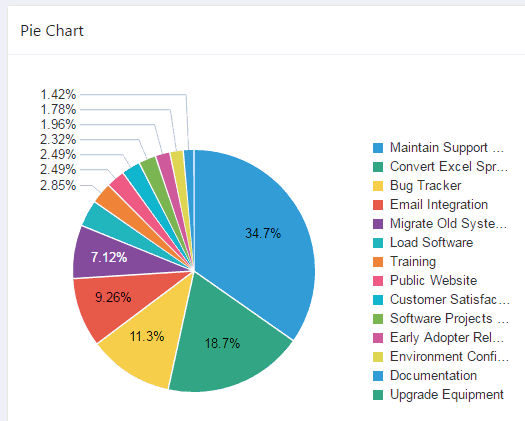 Pie Chart
1.42%
1.78%
1.96%
2.32%
2.49%
2.49%
2.85%
34.7%
7.12%
9.26%
11.3%
18.7%
Maintain Support ...
Convert Excel Spr...
Bug Tracker
Email Integration
Migrate Old Syste...
Load Software
Training
Public Website
Customer Satisfac...
Software Projects ...
Early Adopter Rel...
Environment Confi...
Documentation
Upgrade Equipment